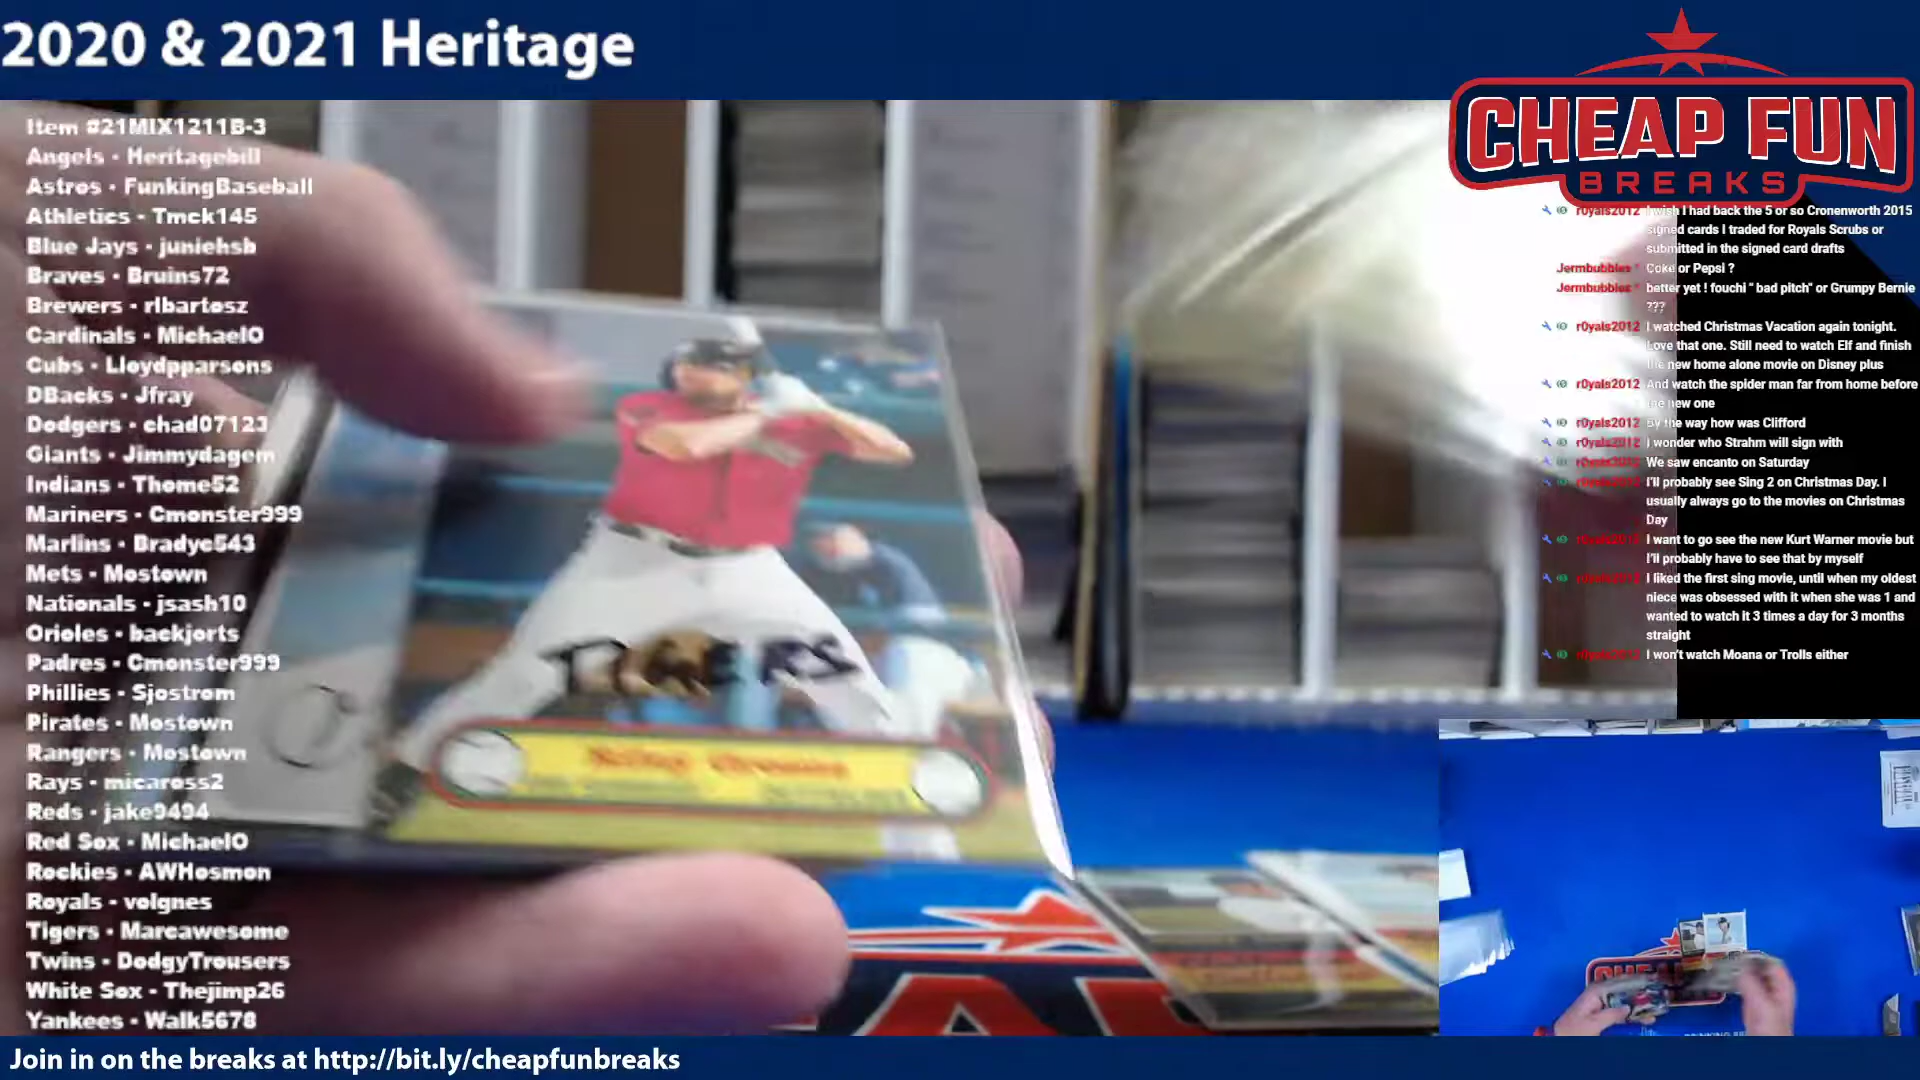 2020 & 2021 Heritage
CHEAP FUN
BREAKS
Item #21MIX1211B-3
Angels - Heritagebill
Astros - FunkingBaseball
Athletics - Tmck145
Blue Jays - juniehsb
Braves - Bruins72
Brewers - rlbartosz
Cardinals - MichaelO
Cubs - Lloydpparsons
DBacks - Jfray
Dodgers - chad07123
Giants - Jimmydagem
Indians - Thome52
Mariners - Cmonster999
Marlins - Bradyc543
Mets - Mostown
Nationals - jsash10
Orioles - backjorts
Padres - Cmonster999
Phillies - Sjostrom
Pirates - Mostown
Rangers - Mostown
Rays - micaross2
Reds - jake9494
Red Sox - MichaelO
Rockies - AWHosmon
Royals - volgnes
Tigers - Marcawesome
Twins - DodgyTrousers
White Sox - Thejimp26
Yankees - Walk5678
TIGERS
r0yals2012 I wish I had back the 5 or so Cronenworth 2015
signed cards I traded for Royals Scrubs or
submitted in the signed card drafts
Jermbubbles Coke or Pepsi ?
Jermbubbles better yet ! fouchi " bad pitch" or Grumpy Bernie
???
r0yals2012 I watched Christmas Vacation again tonight.
Love that one. Still need to watch Elf and finish
the new home alone movie on Disney plus
r0yals2012 And watch the spider man far from home before
the new one
r0yals2012 By the way how was Clifford
r0yals2012 I wonder who Strahm will sign with
r0yals2012 We saw encanto on Saturday
r0yals2012 I'll probably see Sing 2 on Christmas Day. I
usually always go to the movies on Christmas
Day
r0yals2012 I want to go see the new Kurt Warner movie but
I'll probably have to see that by myself
r0yals2012 I liked the first sing movie, until when my oldest
niece was obsessed with it when she was 1 and
wanted to watch it 3 times a day for 3 months
straight
r0yals2012 I won't watch Moana or Trolls either
Join in on the breaks at http://bit.ly/cheapfunbreaks